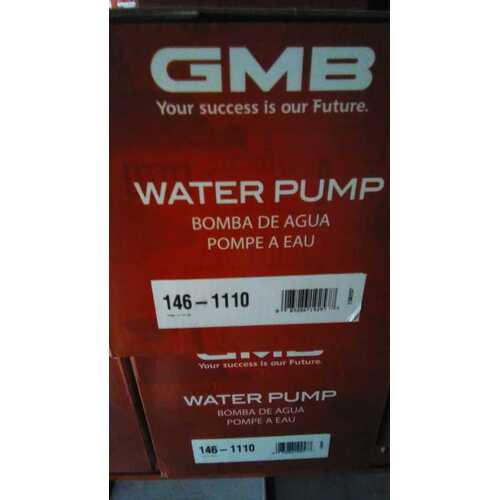 GMB
Your success is our Future.
WATER PUMP
BOMBA DE AGUA
POMPE A EAU
146-1110
GMB
Your success is our Future.
WATER PUMP
BOMBA DE AGUA
POMPE A EAU
146-1110